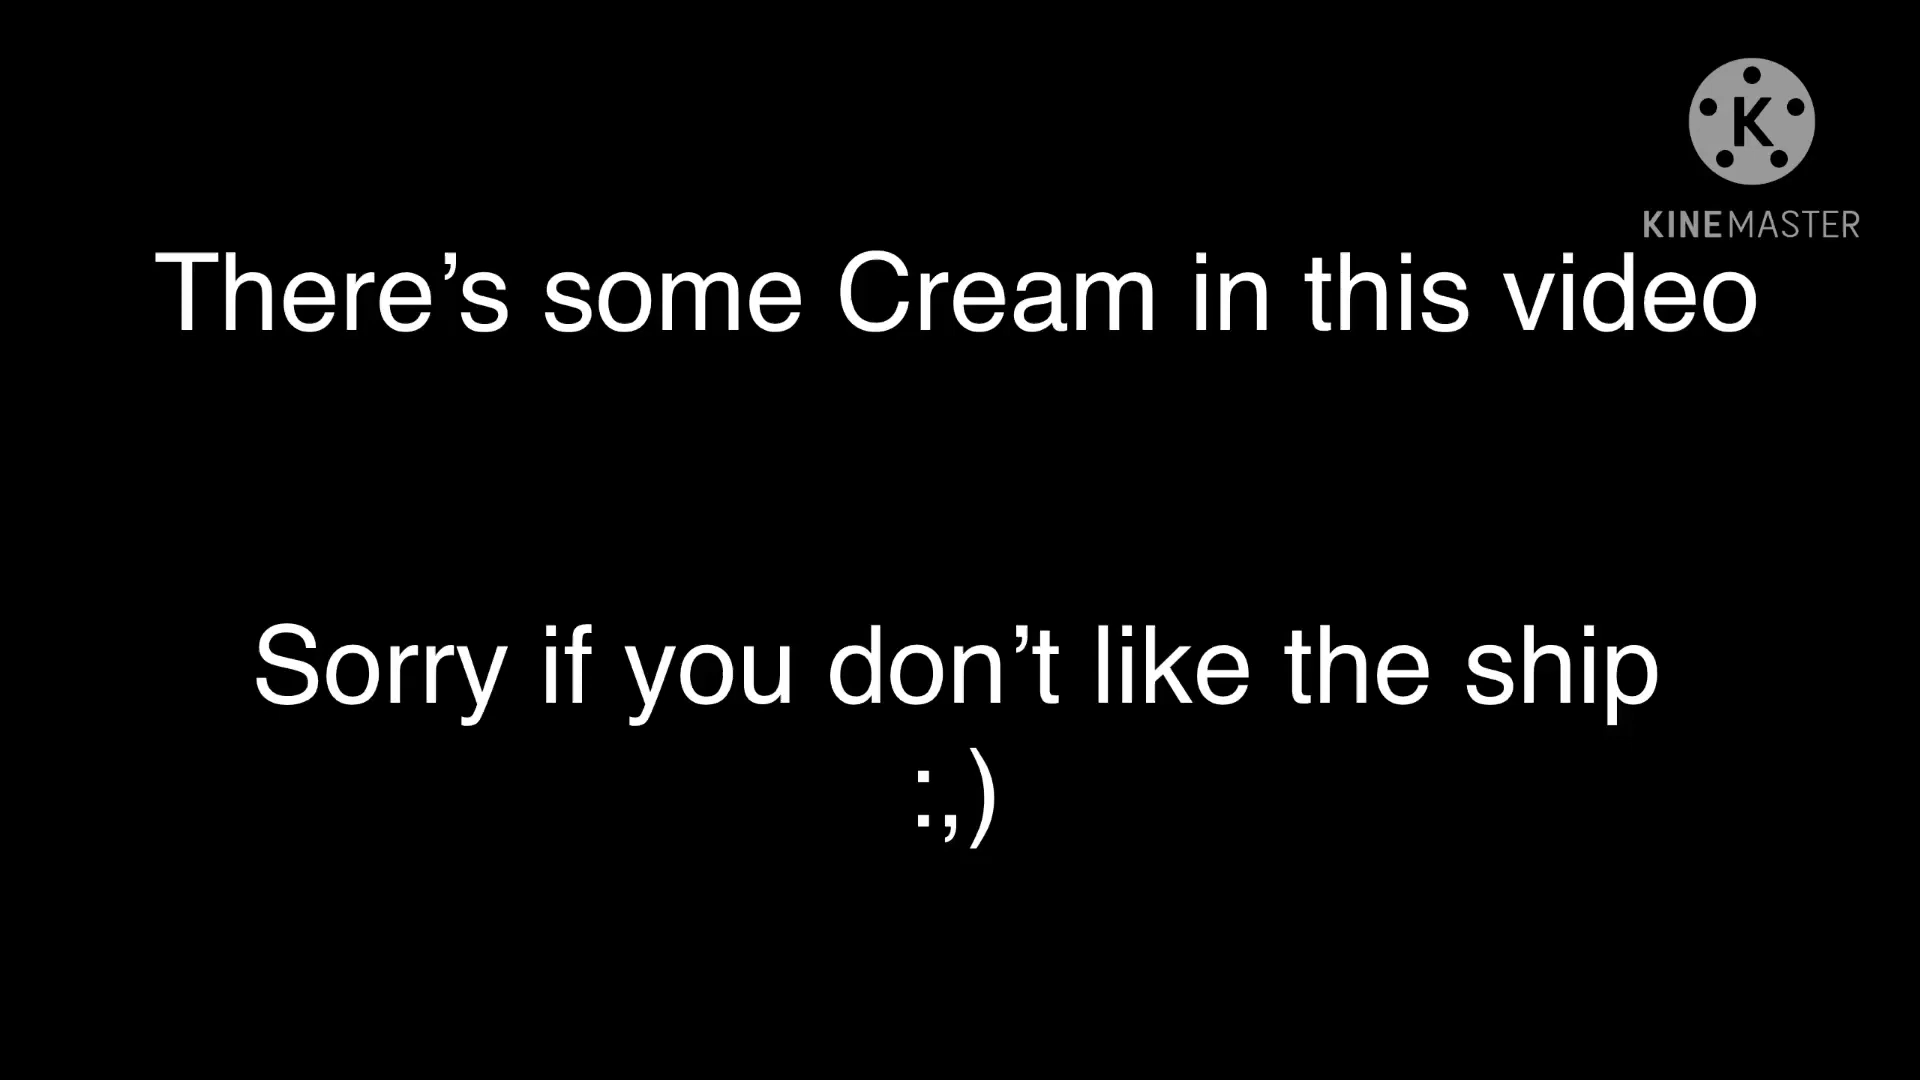 K
KINEMASTER
There’s some Cream in this video
Sorry if you don’t like the ship
:,)